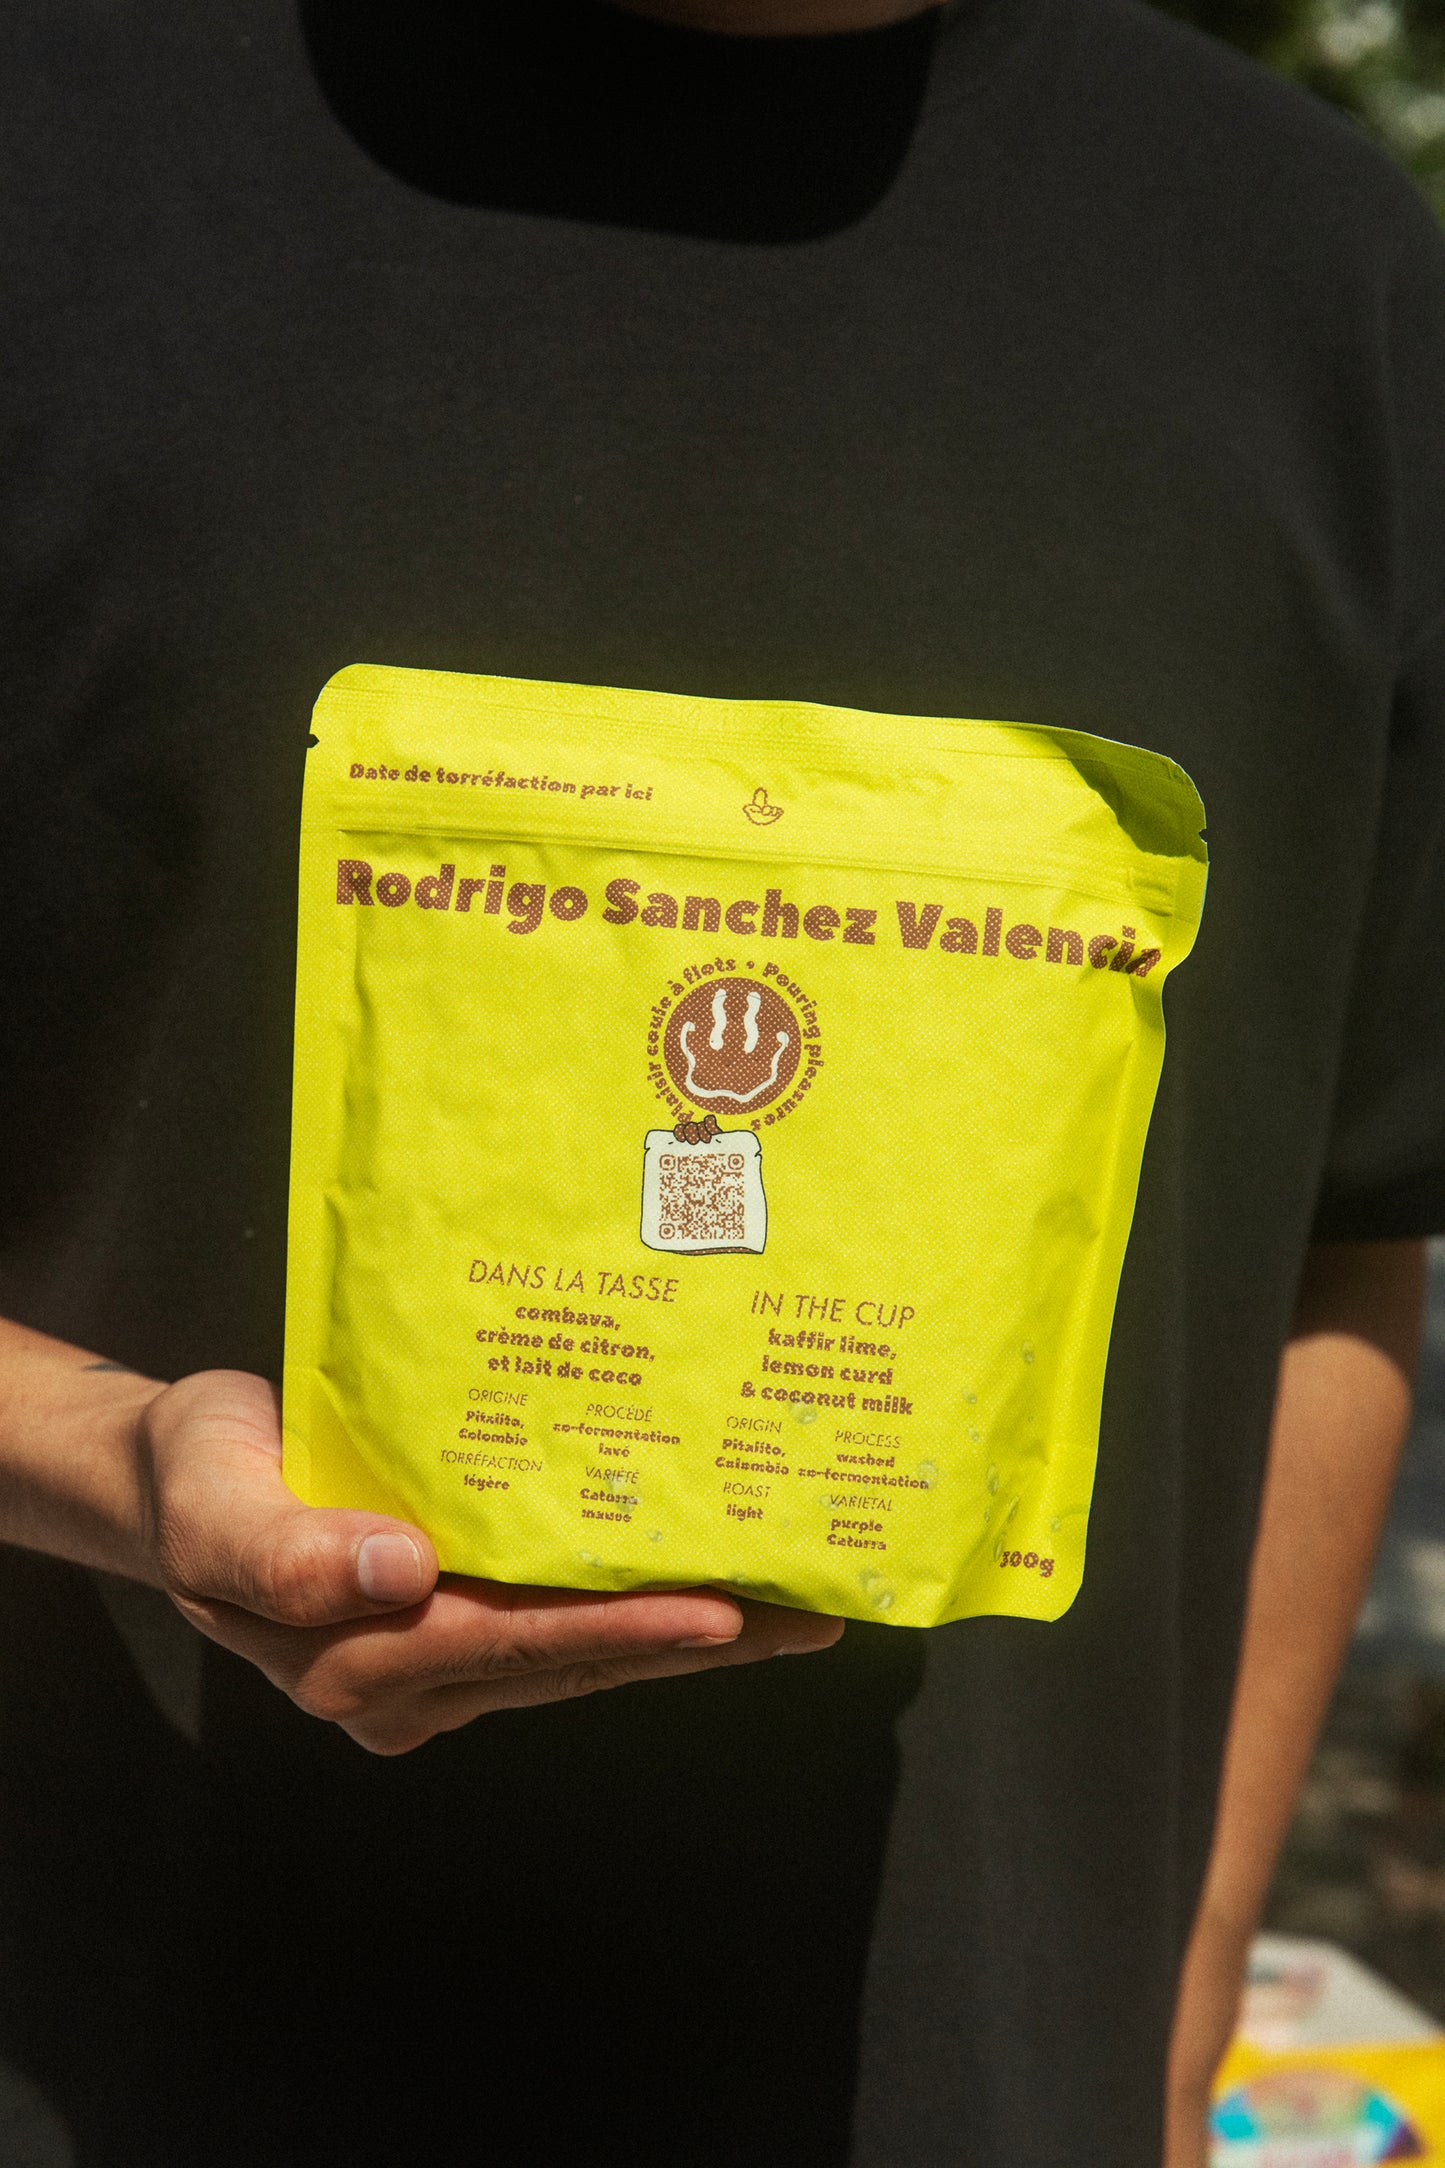 Date de torréfaction par ici
Rodrigo Sanchez Valencia
Plaisir coule à flots • Pouring pleasures
DANS LA TASSE
combava,
crème de citron,
et lait de coco
ORIGINE
Pitalito,
Colombie
PROCÉDÉ
co-fermentation
lavé
TORRÉFACTION
légère
VARIÉTÉ
Caturra
mauve
IN THE CUP
kaffir lime,
lemon curd
& coconut milk
ORIGIN
Pitalito,
Colombia
PROCESS
washed
co-fermentation
ROAST
light
VARIETAL
purple
Caturra
300g